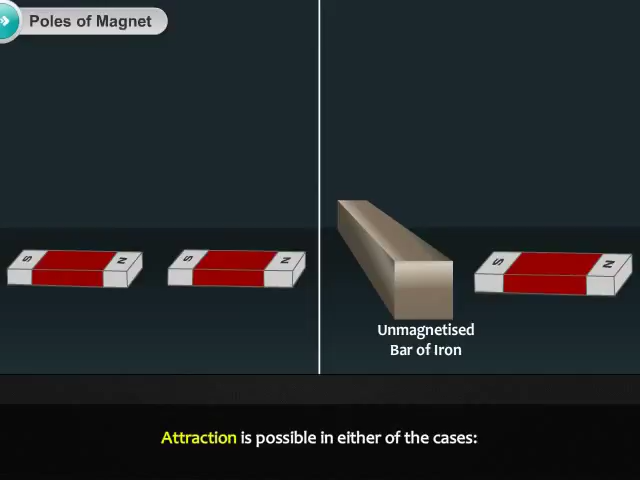 Poles of Magnet
S N S N S N
Unmagnetised
Bar of Iron
Attraction is possible in either of the cases: